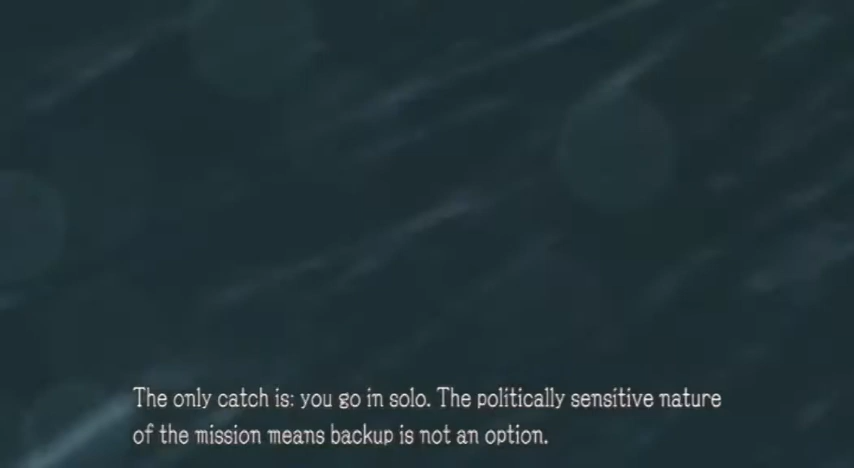 The only catch is: you go in solo. The politically sensitive nature
of the mission means backup is not an option.